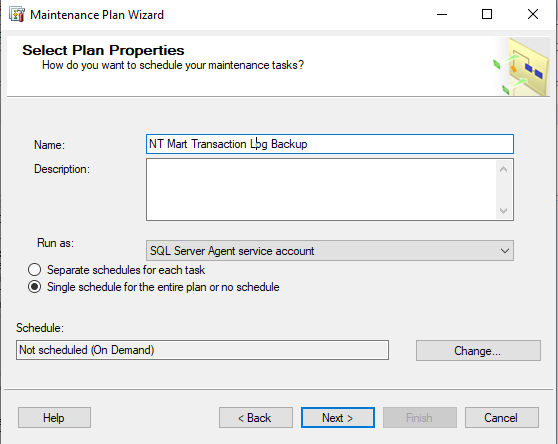 Maintenance Plan Wizard
Select Plan Properties
How do you want to schedule your maintenance tasks?
Name:
NT Mart Transaction Log Backup
Description:
Run as:
SQL Server Agent service account
Separate schedules for each task
Single schedule for the entire plan or no schedule
Schedule:
Not scheduled (On Demand)
Change...
Help
< Back
Next >
Finish
Cancel